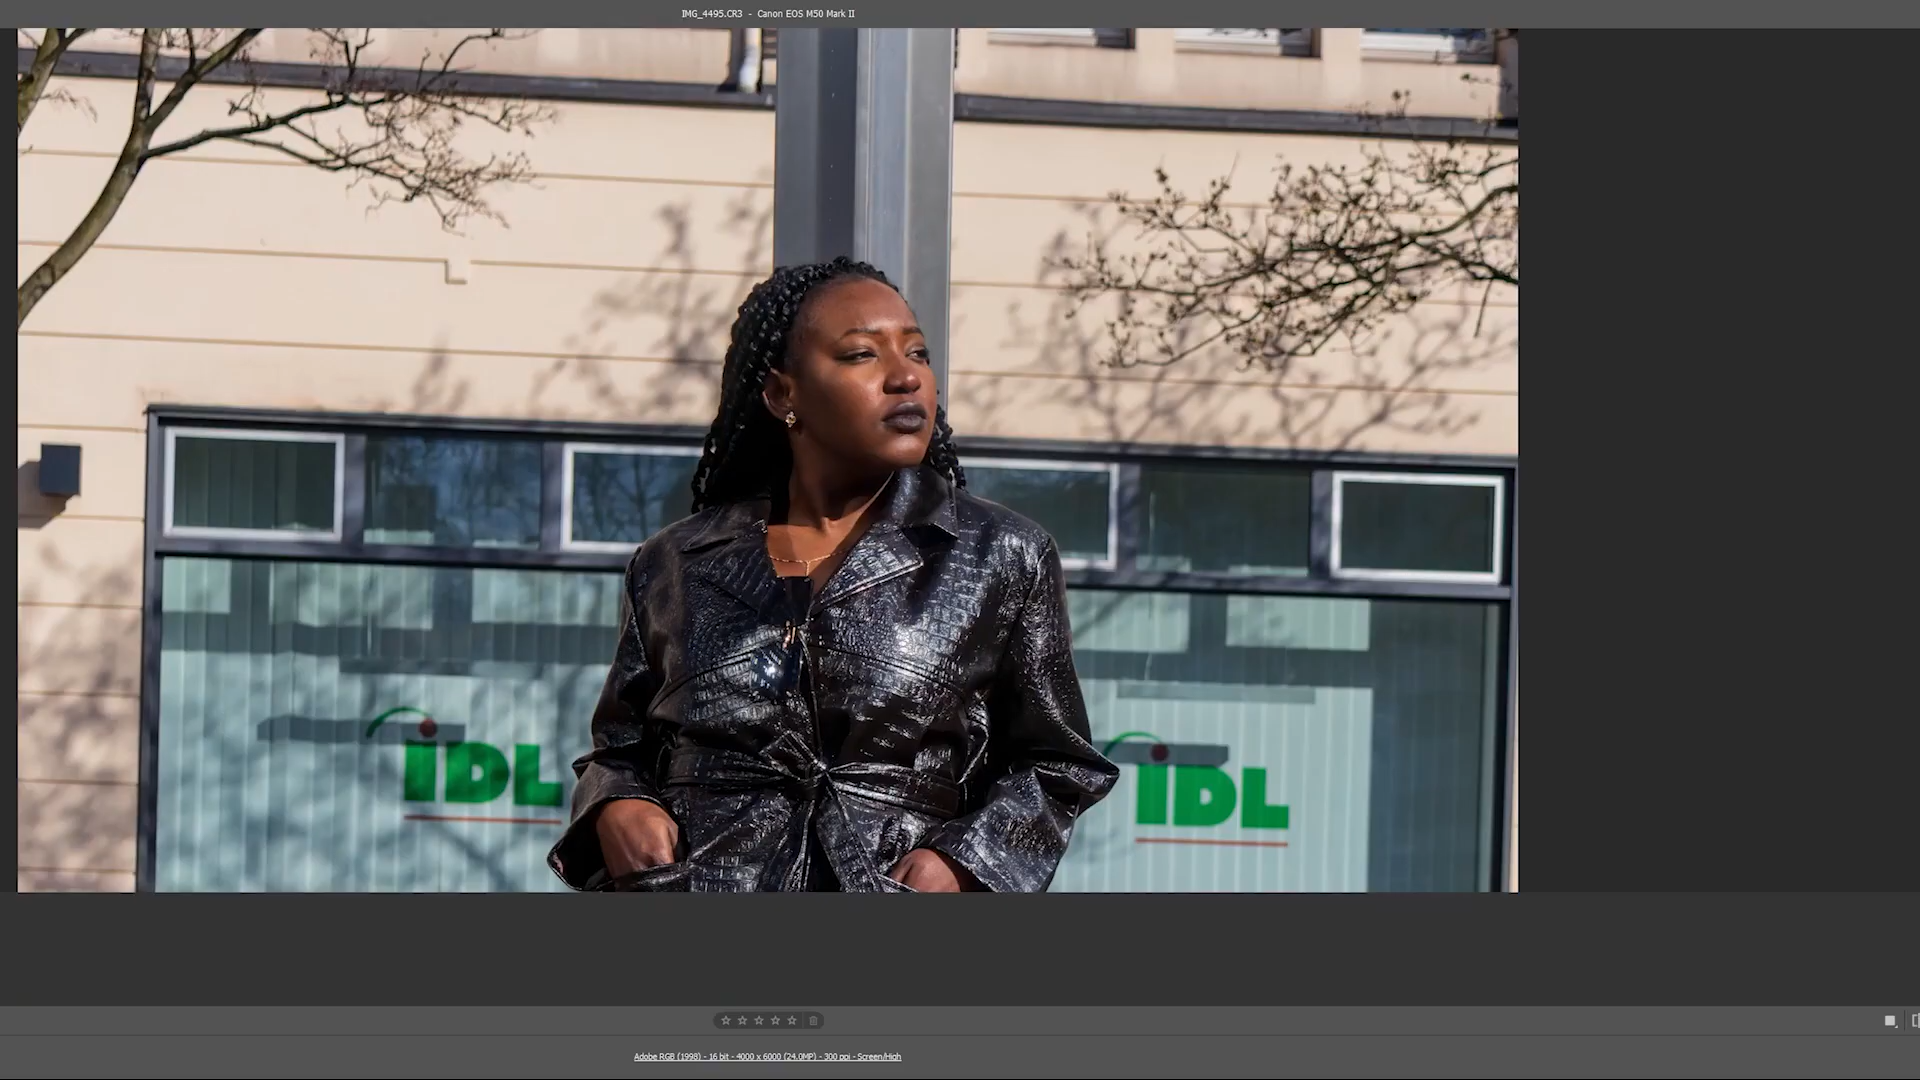 IMG_4495.CR3 - Canon EOS M50 Mark II
IDL
IDL
Adobe RGB (1998) - 16 bit - 4000 x 6000 (24.0MP) - 300 ppi - Screen/High